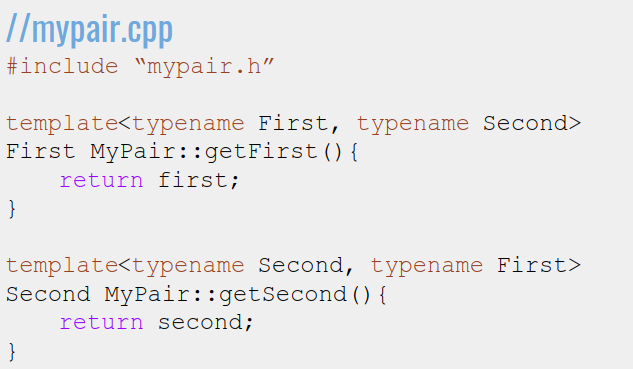 //mypair.cpp
#include “mypair.h”
template<typename First, typename Second>
First MyPair::getFirst(){
return first;
}
template<typename Second, typename First>
Second MyPair::getSecond(){
return second;
}